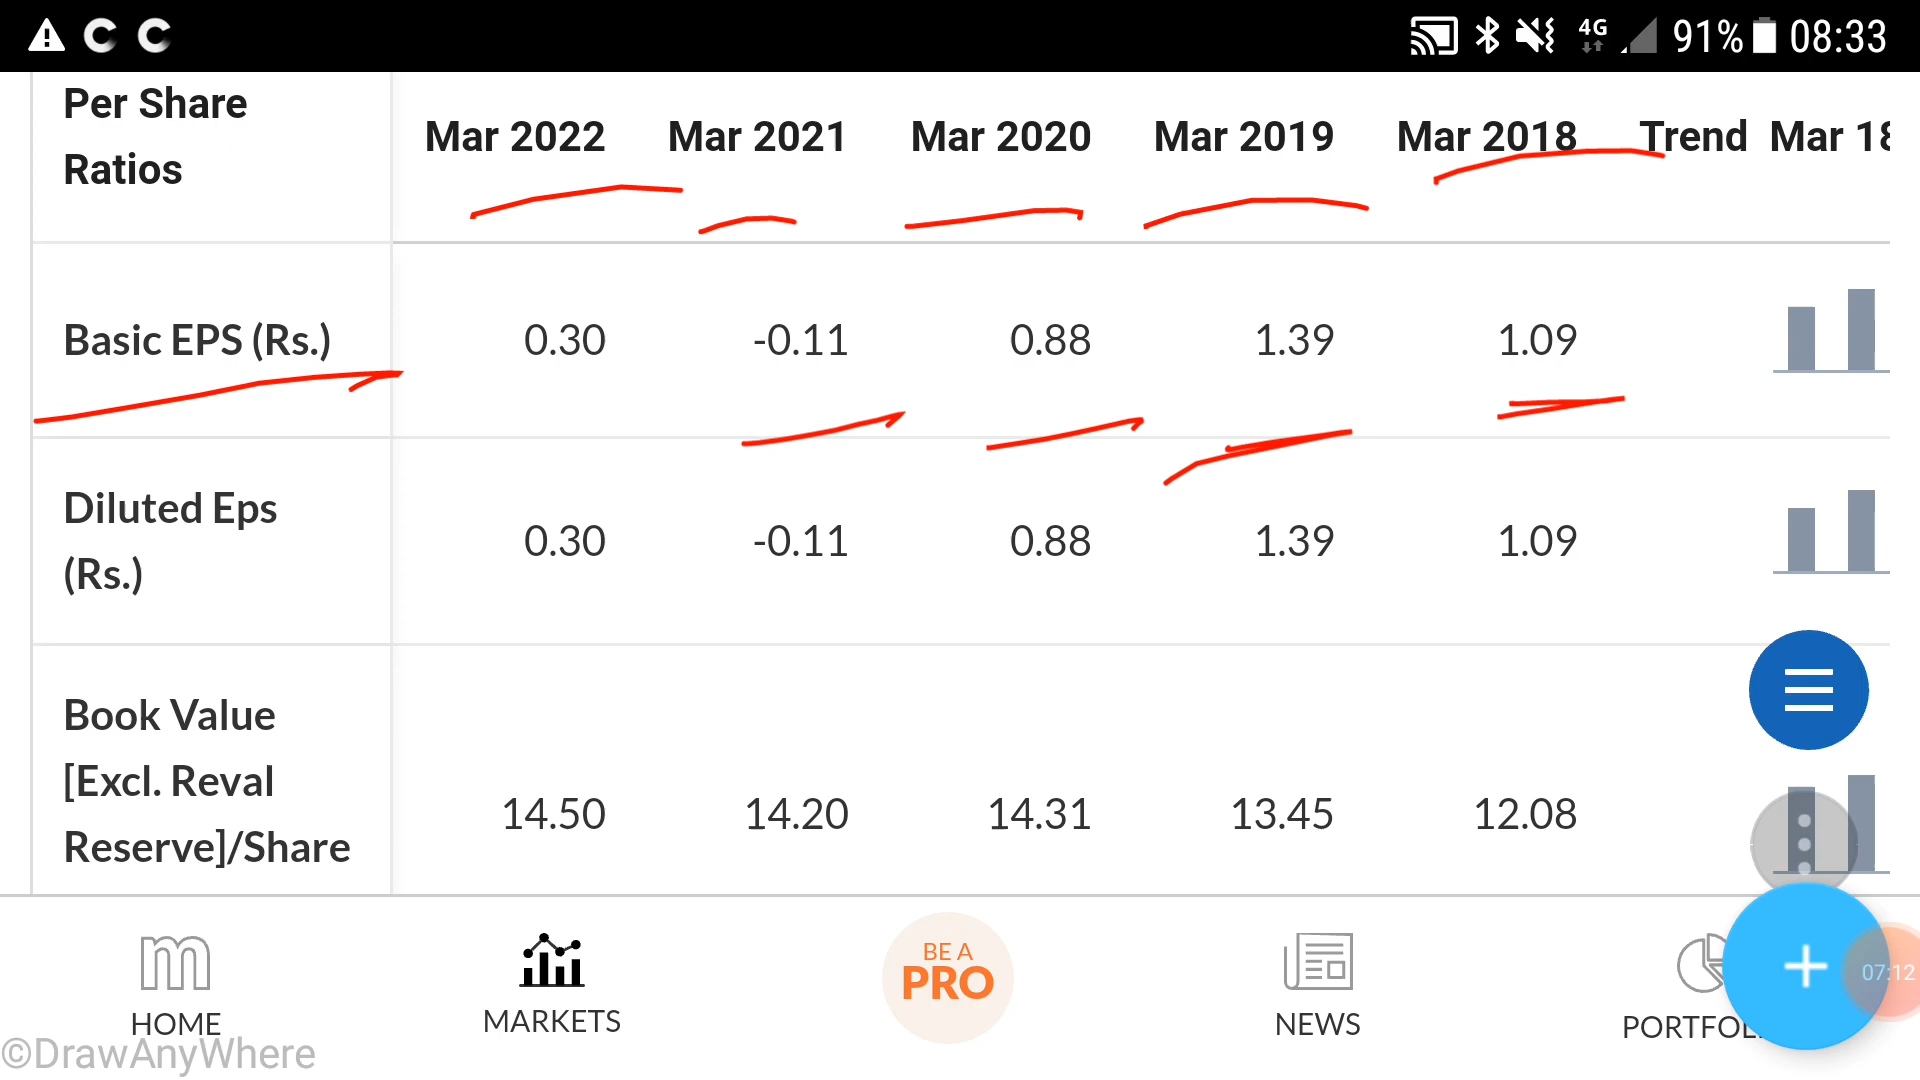 4G 91% 08:33
Per Share
Ratios
Mar 2022 Mar 2021 Mar 2020 Mar 2019 Mar 2018 Trend Mar 18
Basic EPS (Rs.) 0.30 -0.11 0.88 1.39 1.09
Diluted Eps
(Rs.)
0.30 -0.11 0.88 1.39 1.09
Book Value
[Excl. Reval
Reserve]/Share
14.50 14.20 14.31 13.45 12.08
BE A
PRO
07:12
HOME MARKETS NEWS PORTFOL
©DrawAnyWhere